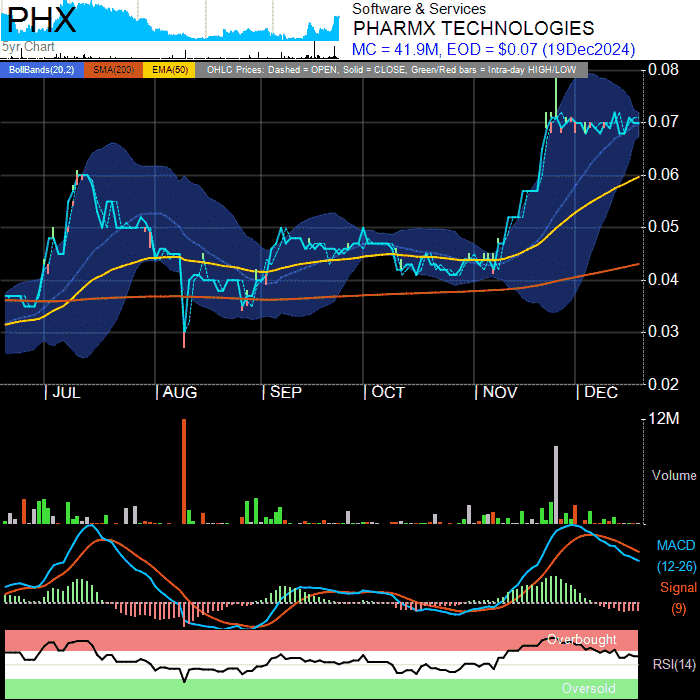 PHX
5yr Chart
Software & Services
PHARMX TECHNOLOGIES
MC = 41.9M, EOD = $0.07 (19Dec2024)
BollBands(20,2) SMA(200) EMA(50) OHLC Prices: Dashed = OPEN, Solid = CLOSE, Green/Red bars = Intra-day HIGH/LOW
0.08
0.07
0.06
0.05
0.04
0.03
0.02
JUL AUG SEP OCT NOV DEC
12M
Volume
MACD
(12-26)
Signal
(9)
Overbought
RSI(14)
Oversold